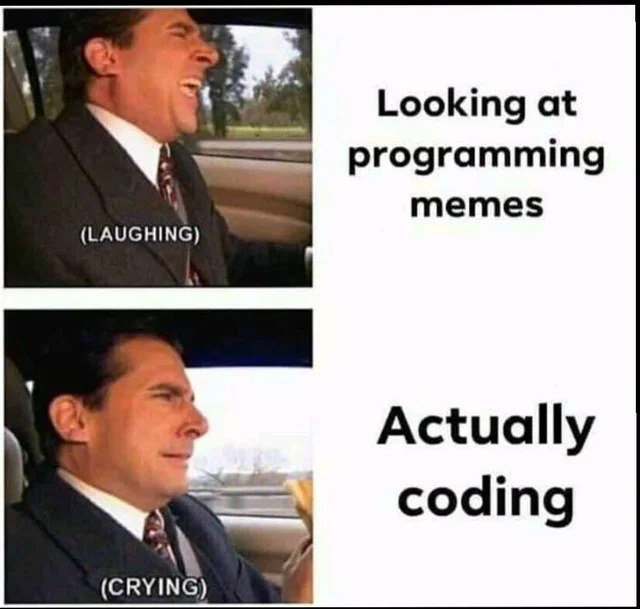 Looking at
programming
memes
(LAUGHING)
Actually
coding
(CRYING)